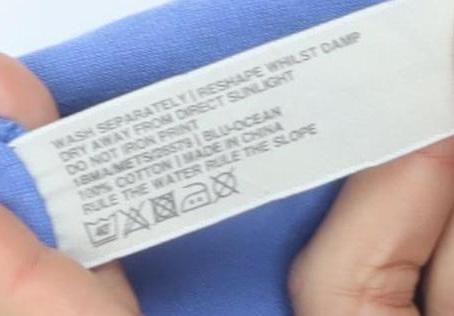 WASH SEPARATELY | RESHAPE WHILST DAMP
DRY AWAY FROM DIRECT SUNLIGHT
DO NOT IRON PRINT
BLU-OCEAN
100% COTTON | MADE IN CHINA
RULE THE WATER RULE THE SLOPE
40°